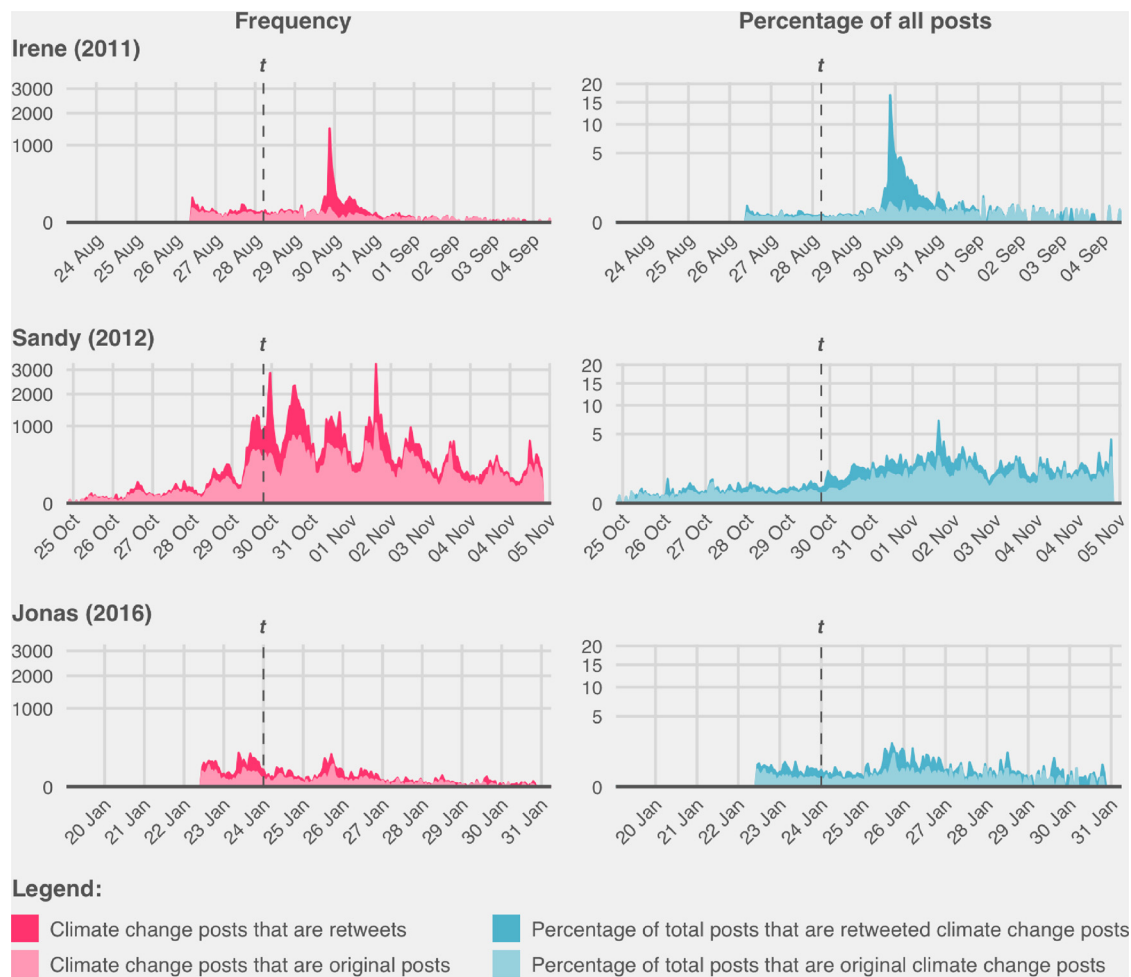 Frequency
Percentage of all posts
Irene (2011)
t
t
3000
2000
1000
0
20
15
10
5
0
24 Aug
25 Aug
26 Aug
27 Aug
28 Aug
29 Aug
30 Aug
31 Aug
01 Sep
02 Sep
03 Sep
04 Sep
24 Aug
25 Aug
26 Aug
27 Aug
28 Aug
29 Aug
30 Aug
31 Aug
01 Sep
02 Sep
03 Sep
04 Sep
Sandy (2012)
t
t
3000
2000
1000
0
20
15
10
5
0
25 Oct
26 Oct
27 Oct
28 Oct
29 Oct
30 Oct
31 Oct
01 Nov
02 Nov
03 Nov
04 Nov
05 Nov
25 Oct
26 Oct
27 Oct
28 Oct
29 Oct
30 Oct
31 Oct
01 Nov
02 Nov
03 Nov
04 Nov
05 Nov
Jonas (2016)
t
t
3000
2000
1000
0
20
15
10
5
0
20 Jan
21 Jan
22 Jan
23 Jan
24 Jan
25 Jan
26 Jan
27 Jan
28 Jan
29 Jan
30 Jan
31 Jan
20 Jan
21 Jan
22 Jan
23 Jan
24 Jan
25 Jan
26 Jan
27 Jan
28 Jan
29 Jan
30 Jan
31 Jan
Legend:
Climate change posts that are retweets
Percentage of total posts that are retweeted climate change posts
Climate change posts that are original posts
Percentage of total posts that are original climate change posts